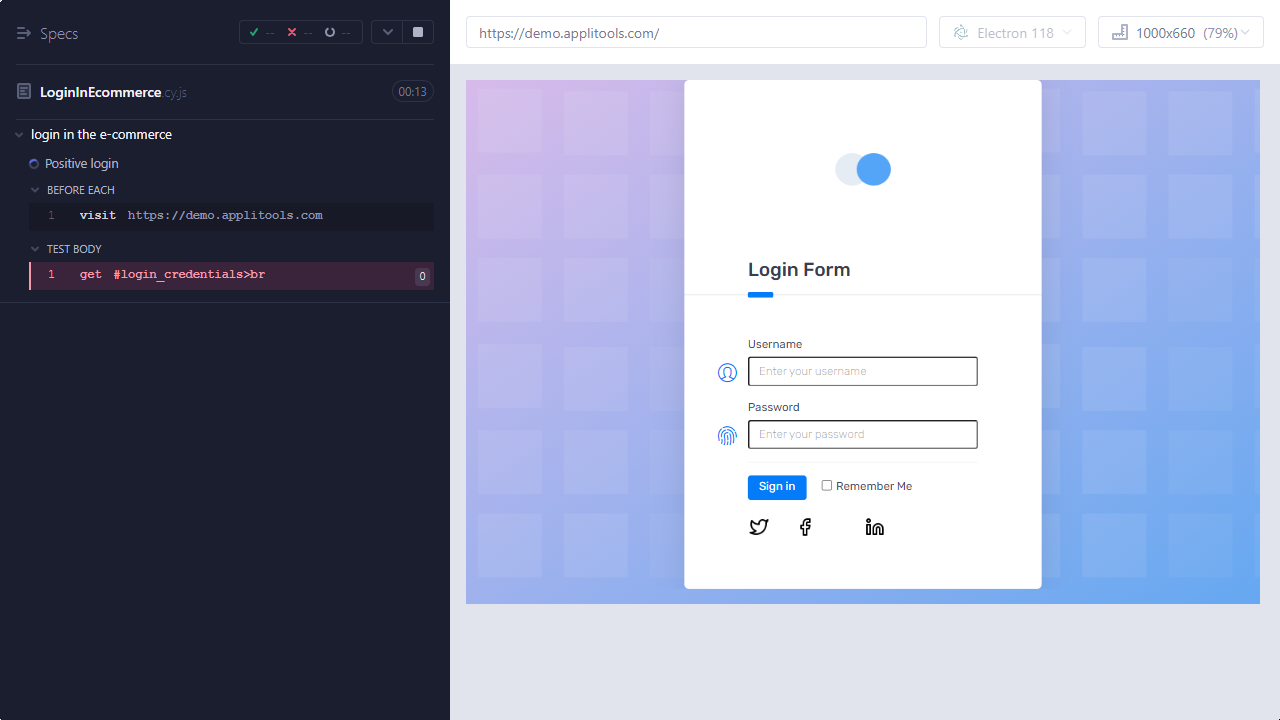 Specs
-- -- --
LoginInEcommerce.cy.js
00:13
login in the e-commerce
Positive login
BEFORE EACH
1 visit https://demo.applitools.com
TEST BODY
1 get #login_credentials>br 0
https://demo.applitools.com/
Electron 118
1000x660 (79%)
Login Form
Username
Enter your username
Password
Enter your password
Sign in
Remember Me